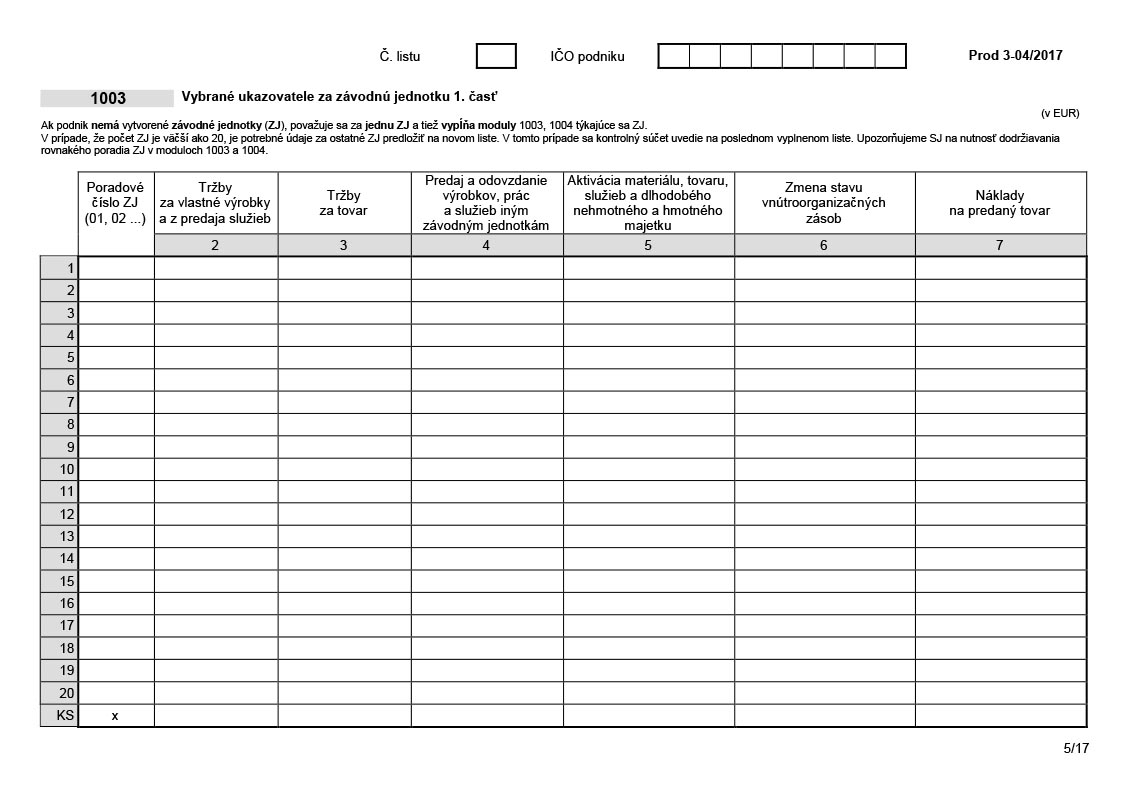 Č. listu IČO podniku Prod 3-04/2017
1003 Vybrané ukazovatele za závodnú jednotku 1. časť
(v EUR)
Ak podnik nemá vytvorené závodné jednotky (ZJ), považuje sa za jednu ZJ a tiež vypĺňa moduly 1003, 1004 týkajúce sa ZJ.
V prípade, že počet ZJ je väčší ako 20, je potrebné údaje za ostatné ZJ predložiť na novom liste. V tomto prípade sa kontrolný súčet uvedie na poslednom vyplnenom liste. Upozorňujeme SJ na nutnosť dodržiavania
rovnakého poradia ZJ v moduloch 1003 a 1004.
Poradové
číslo ZJ
(01, 02 ...)
Tržby
za vlastné výrobky
a z predaja služieb
Tržby
za tovar
Predaj a odovzdanie
výrobkov, prác
a služieb iným
závodným jednotkám
Aktivácia materiálu, tovaru,
služieb a dlhodobého
nehmotného a hmotného
majetku
Zmena stavu
vnútroorganizačných
zásob
Náklady
na predaný tovar
2 3 4 5 6 7
1
2
3
4
5
6
7
8
9
10
11
12
13
14
15
16
17
18
19
20
KS x
5/17